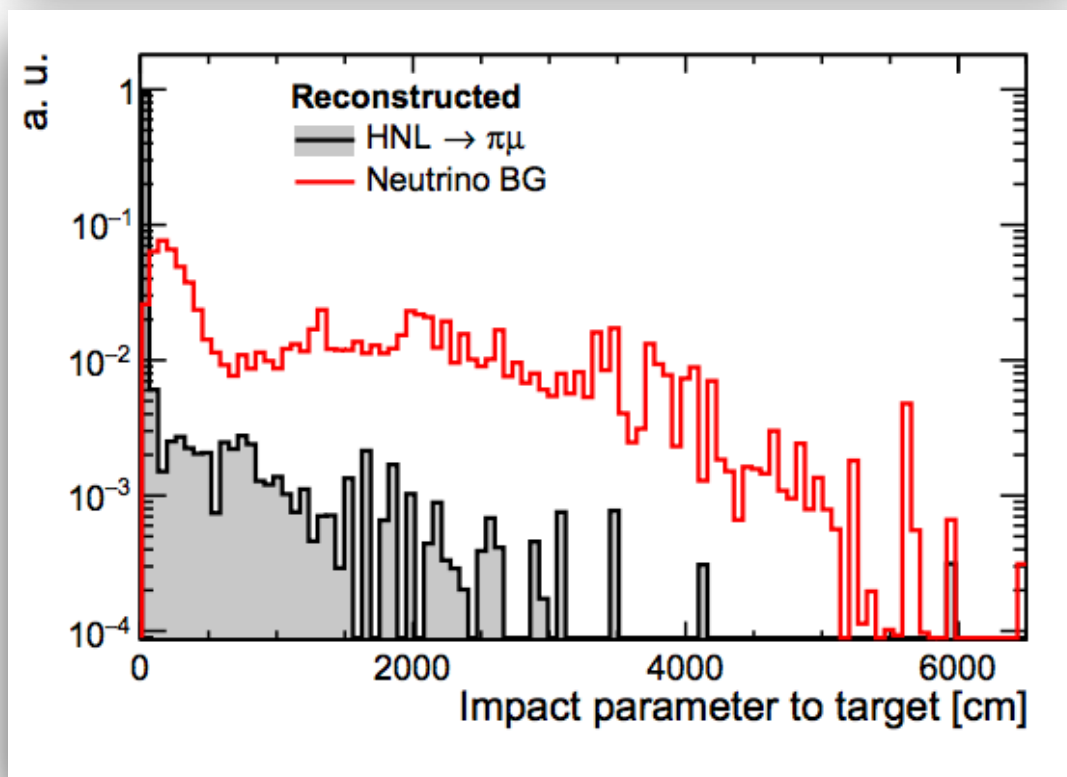 a. u.
1
10⁻¹
10⁻²
10⁻³
10⁻⁴
Reconstructed
HNL → πμ
Neutrino BG
0 2000 4000 6000
Impact parameter to target [cm]